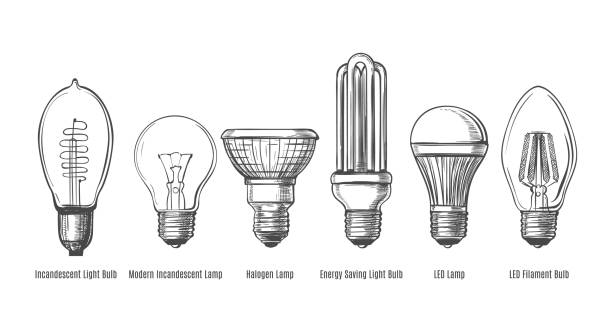 Incandescent Light Bulb
Modern Incandescent Lamp
Halogen Lamp
Energy Saving Light Bulb
LED Lamp
LED Filament Bulb